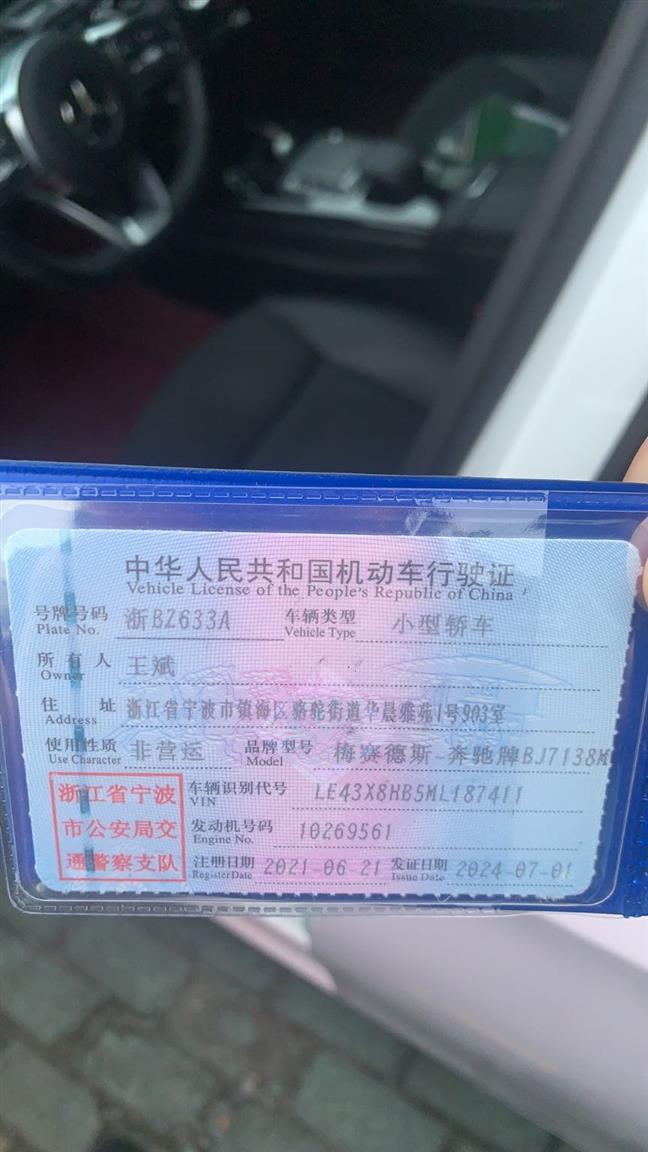 中华人民共和国机动车行驶证
Vehicle License of the People's Republic of China
号牌号码 浙BZ633A 车辆类型 小型轿车
Plate No. Vehicle Type
所有人 王斌
Owner
住址 浙江省宁波市镇海区骆驼街道华晨雅苑1号903室
Address
使用性质 非营运 品牌型号 梅赛德斯-奔驰牌BJ7138M
Use Character Model
浙江省宁波 车辆识别代号 LE43X8HB5ML187411
VIN
市公安局交 发动机号码 10269561
Engine No.
通警察支队 注册日期 2021-06-21 发证日期 2024-07-01
Register Date Issue Date